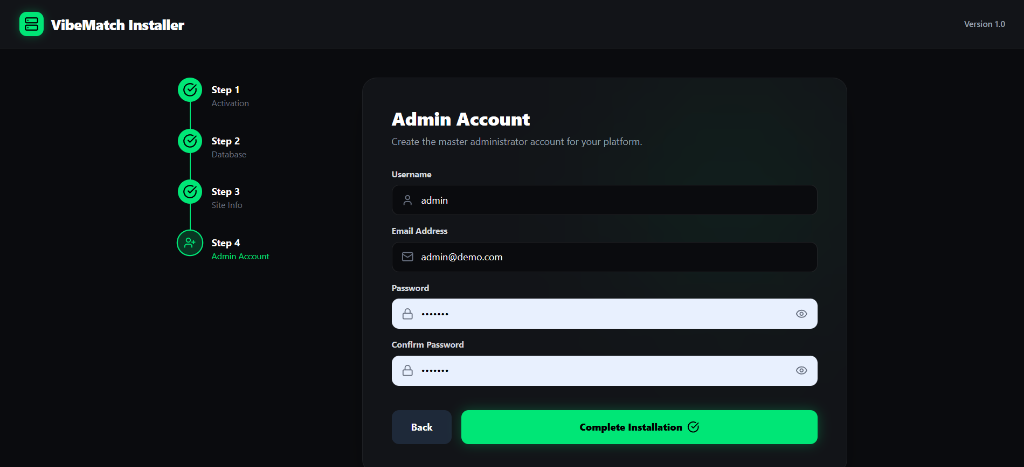 VibeMatch Installer
Version 1.0
Step 1
Activation
Step 2
Database
Step 3
Site Info
Step 4
Admin Account
Admin Account
Create the master administrator account for your platform.
Username
admin
Email Address
admin@demo.com
Password
•••••••
Confirm Password
•••••••
Back
Complete Installation